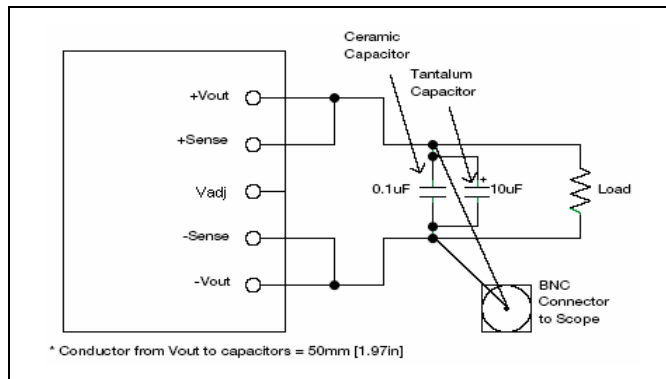 Ceramic
Capacitor
Tantalum
Capacitor
+Vout
+Sense
Vadj
-Sense
-Vout
0.1uF
+
10uF
Load
BNC
Connector
to Scope
* Conductor from Vout to capacitors = 50mm [1.97in]